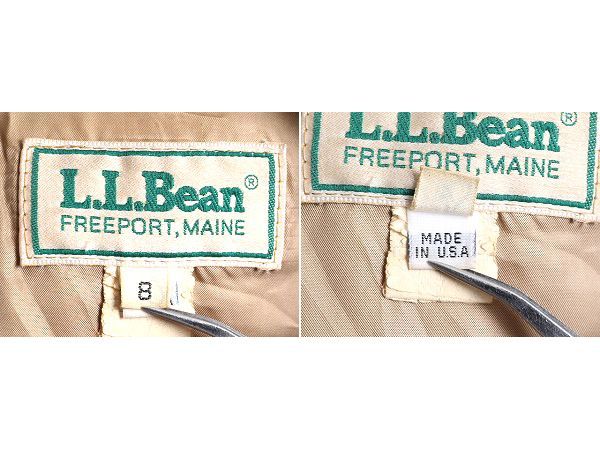 L.L.Bean®
FREEPORT, MAINE
8
L.L.Bean®
FREEPORT, MAINE
MADE
IN U.S.A